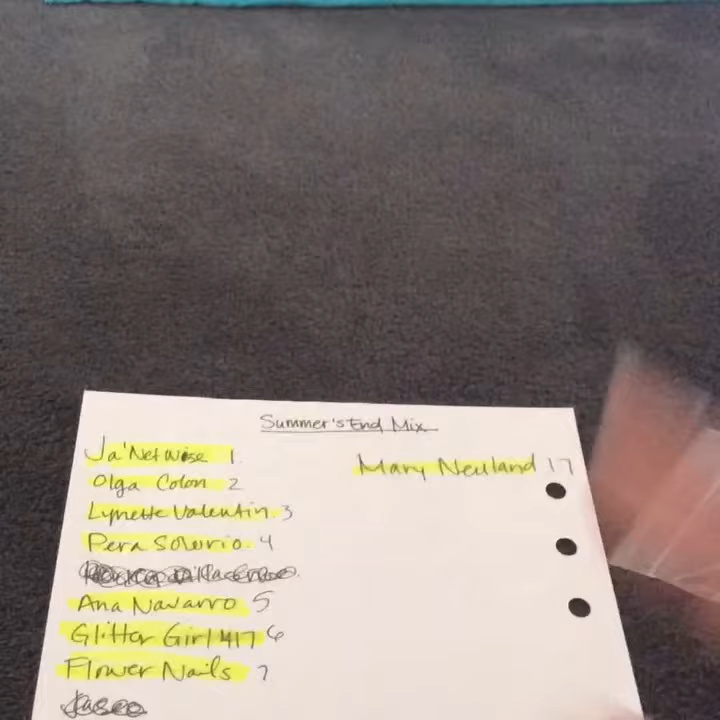 Summer's End Mix
Ja'Net Wise 1.
Olga Colon 2
Lynette Valentin. 3
Pera Solorio. 4
Ana Navarro 5
Glitter Girl 417 6
Flower Nails 7
Mary Neuland 17